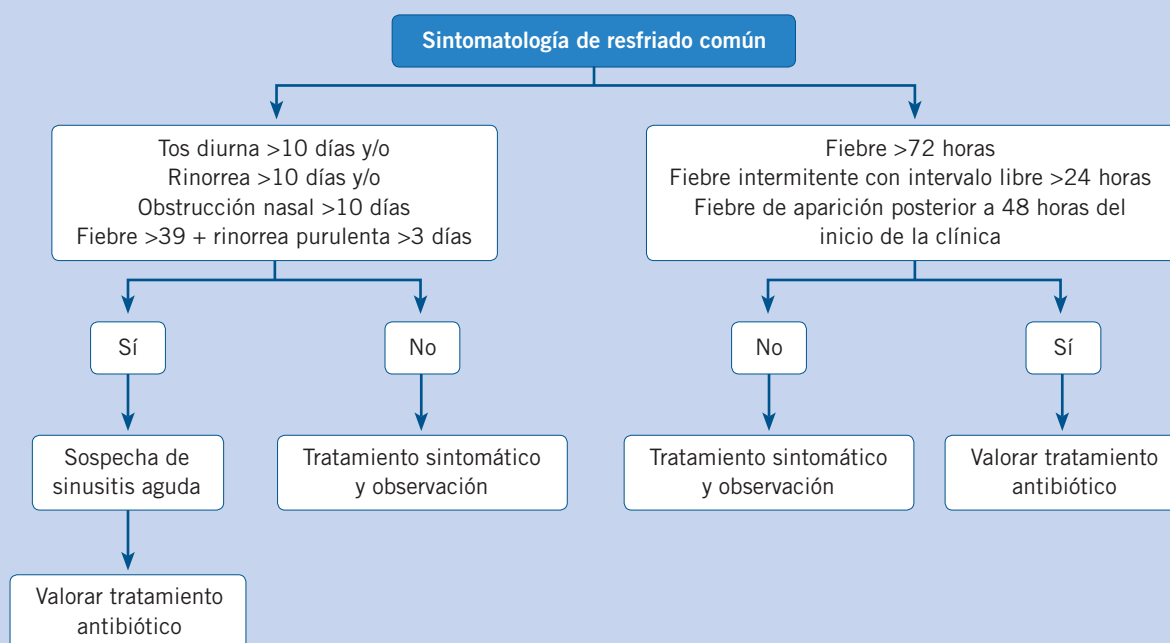 Sintomatología de resfriado común
Tos diurna >10 días y/o
Rinorrea >10 días y/o
Obstrucción nasal >10 días
Fiebre >39 + rinorrea purulenta >3 días
Fiebre >72 horas
Fiebre intermitente con intervalo libre >24 horas
Fiebre de aparición posterior a 48 horas del
inicio de la clínica
Sí
No
No
Sí
Sospecha de
sinusitis aguda
Tratamiento sintomático
y observación
Tratamiento sintomático
y observación
Valorar tratamiento
antibiótico
Valorar tratamiento
antibiótico